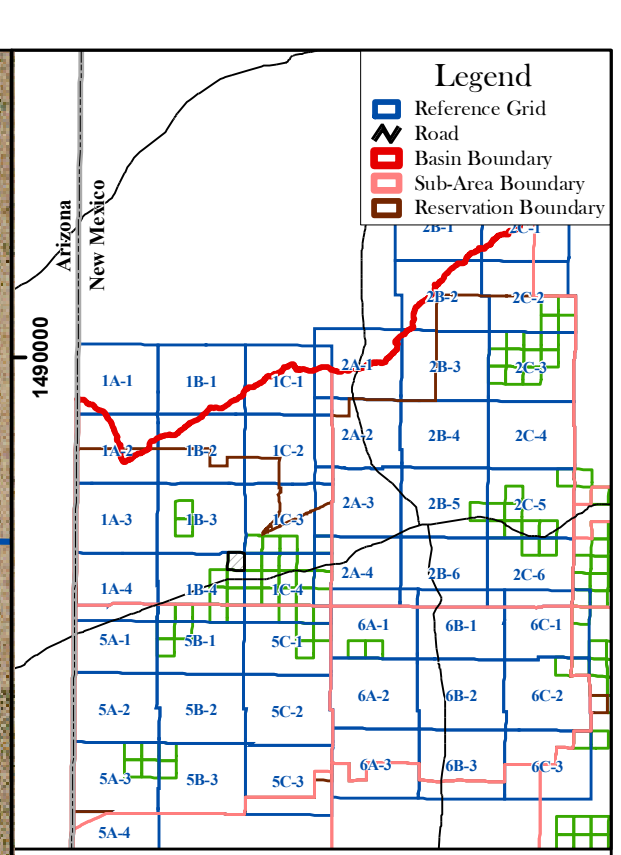 Legend
Reference Grid
Road
Basin Boundary
Sub-Area Boundary
Reservation Boundary
Arizona
New Mexico
1490000
2B-1
2C-1
2B-2
2C-2
1A-1
1B-1
1C-1
2A-1
2B-3
2C-3
1A-2
1B-2
1C-2
2A-2
2B-4
2C-4
1A-3
1B-3
1C-3
2A-3
2B-5
2C-5
1A-4
1B-4
1C-4
2A-4
2B-6
2C-6
5A-1
5B-1
5C-1
6A-1
6B-1
6C-1
5A-2
5B-2
5C-2
6A-2
6B-2
6C-2
5A-3
5B-3
5C-3
6A-3
6B-3
6C-3
5A-4